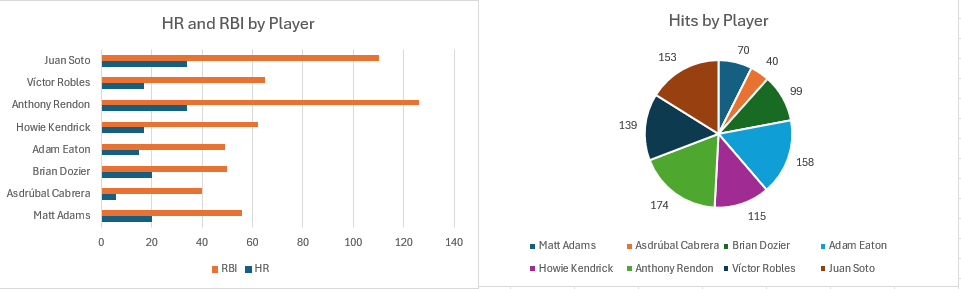 HR and RBI by Player
Juan Soto
Víctor Robles
Anthony Rendon
Howie Kendrick
Adam Eaton
Brian Dozier
Asdrúbal Cabrera
Matt Adams
0 20 40 60 80 100 120 140
RBI HR
Hits by Player
70
40
99
158
115
174
139
153
Matt Adams Asdrúbal Cabrera Brian Dozier Adam Eaton
Howie Kendrick Anthony Rendon Víctor Robles Juan Soto